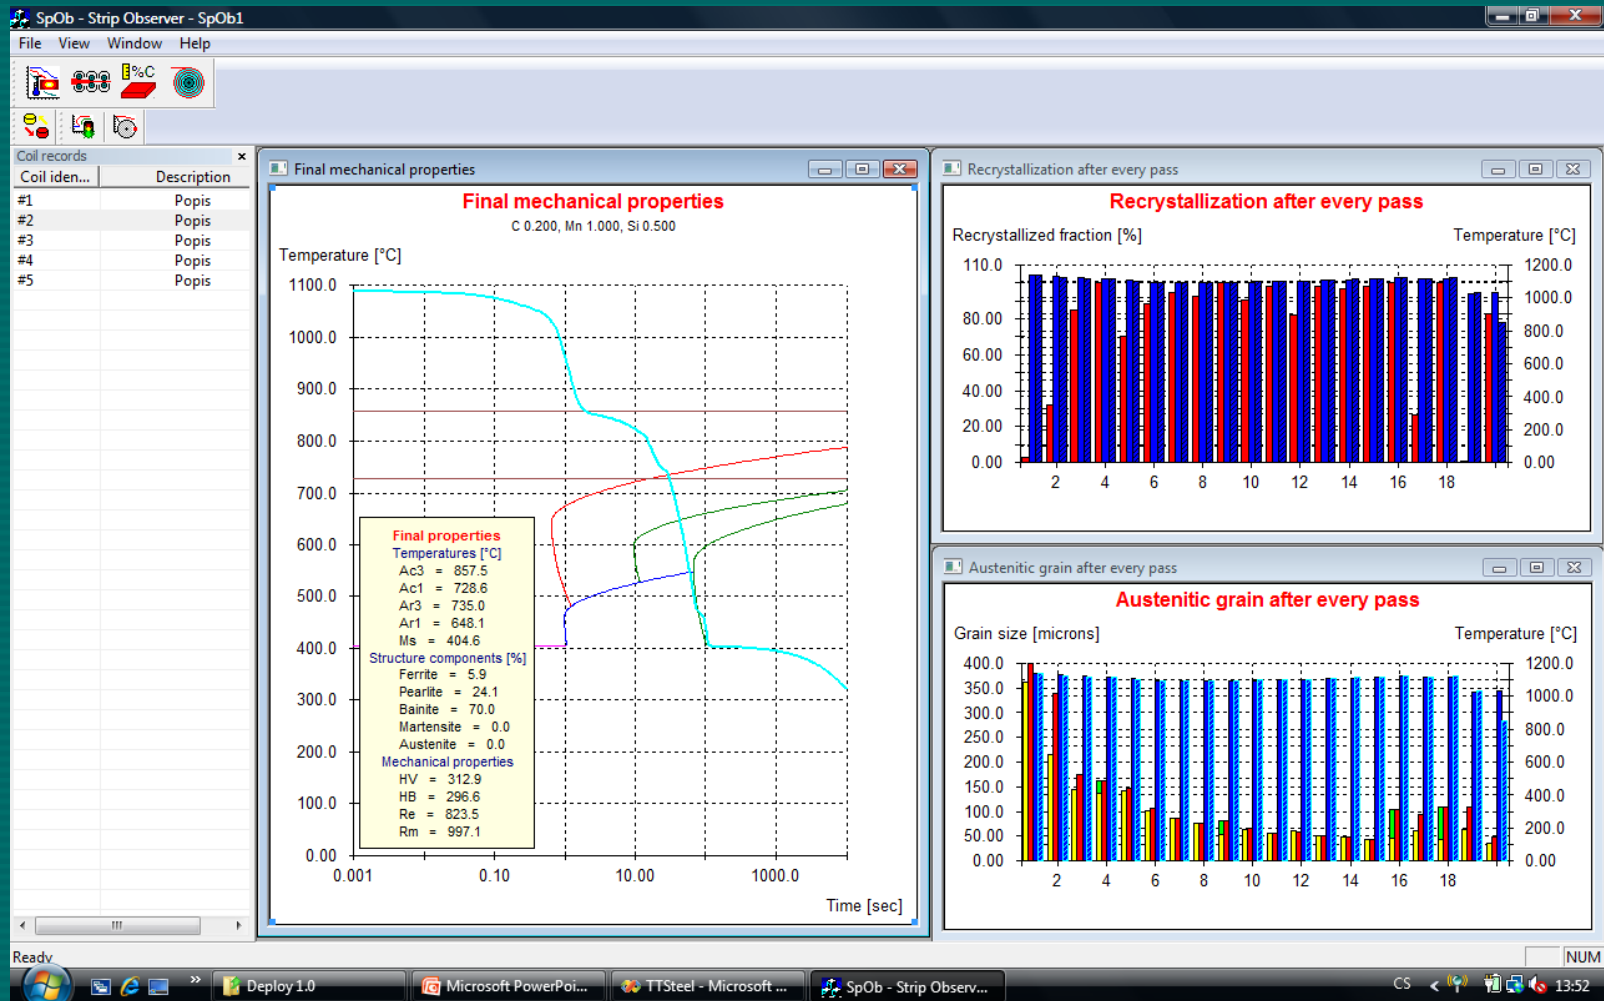 SpOb - Strip Observer - SpOb1
File View Window Help
%C
Coil records
Coil iden... Description
#1 Popis
#2 Popis
#3 Popis
#4 Popis
#5 Popis
Final mechanical properties
Final mechanical properties
C 0.200, Mn 1.000, Si 0.500
Temperature [°C]
1100.0
1000.0
900.0
800.0
700.0
600.0
500.0
400.0
300.0
200.0
100.0
0.00
0.001 0.10 10.00 1000.0
Time [sec]
Final properties
Temperatures [°C]
Ac3 = 857.5
Ac1 = 728.6
Ar3 = 735.0
Ar1 = 648.1
Ms = 404.6
Structure components [%]
Ferrite = 5.9
Pearlite = 24.1
Bainite = 70.0
Martensite = 0.0
Austenite = 0.0
Mechanical properties
HV = 312.9
HB = 296.6
Re = 823.5
Rm = 997.1
Recrystallization after every pass
Recrystallization after every pass
Recrystallized fraction [%] Temperature [°C]
110.0 1200.0
1000.0
80.00 800.0
60.00 600.0
40.00 400.0
20.00 200.0
0.00 0.00
2 4 6 8 10 12 14 16 18
Austenitic grain after every pass
Austenitic grain after every pass
Grain size [microns] Temperature [°C]
400.0 1200.0
350.0 1000.0
300.0
250.0 800.0
200.0 600.0
150.0 400.0
100.0
50.00 200.0
0.00 0.00
2 4 6 8 10 12 14 16 18
Ready NUM
Deploy 1.0 Microsoft PowerPoi... TTSteel - Microsoft ... SpOb - Strip Observ... CS 13:52